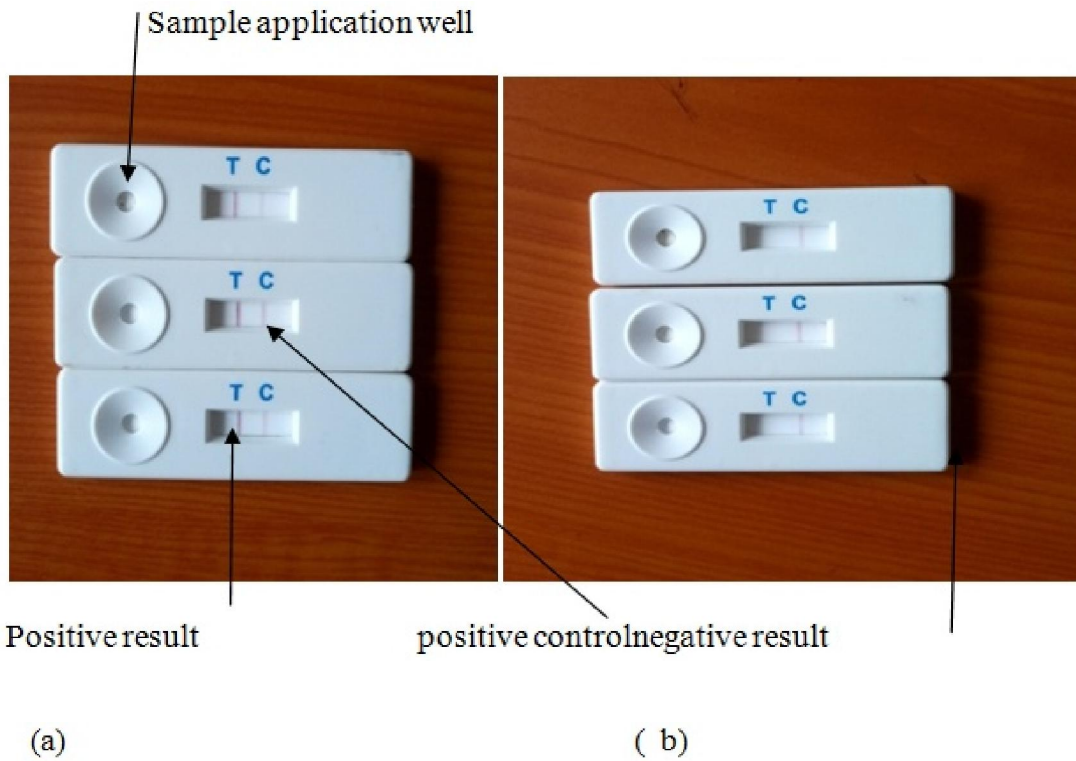 Sample application well
T C
T C
T C
T C
T C
T C
Positive result
positive controlnegative result
(a)
( b)